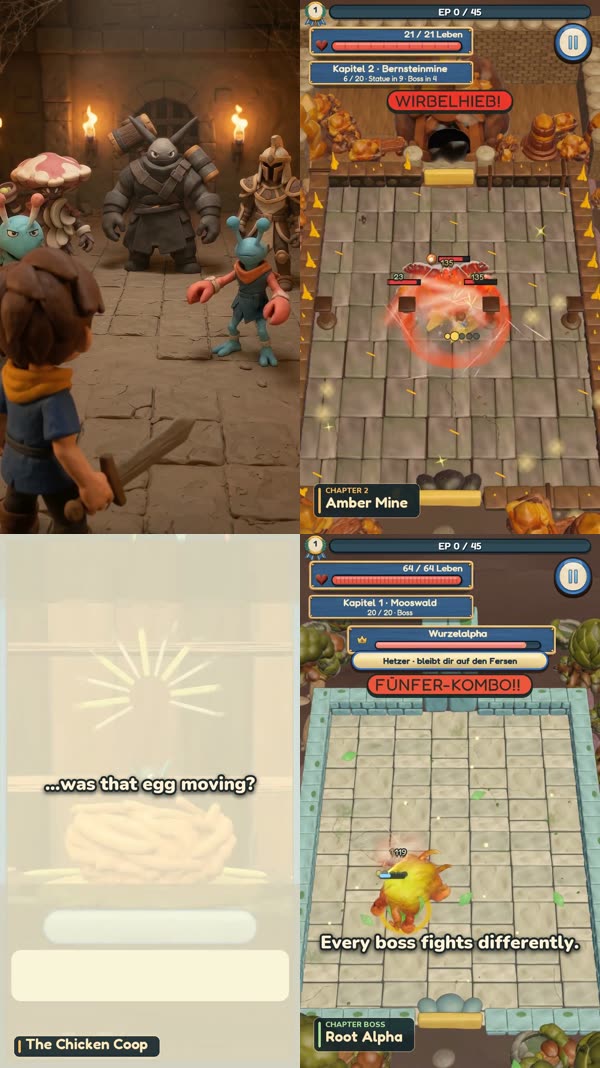 1
EP 0 / 45
21 / 21 Leben
Kapitel 2 · Bernsteinmine
6 / 20 · Statue in 9 · Boss in 4
WIRBELHIEB!
135
23
135
CHAPTER 2
Amber Mine
...was that egg moving?
The Chicken Coop
1
EP 0 / 45
64 / 64 Leben
Kapitel 1 · Mooswald
20 / 20 · Boss
Wurzelalpha
Hetzer · bleibt dir auf den Fersen
FÜNFER-KOMBO!!
119
Every boss fights differently.
CHAPTER BOSS
Root Alpha